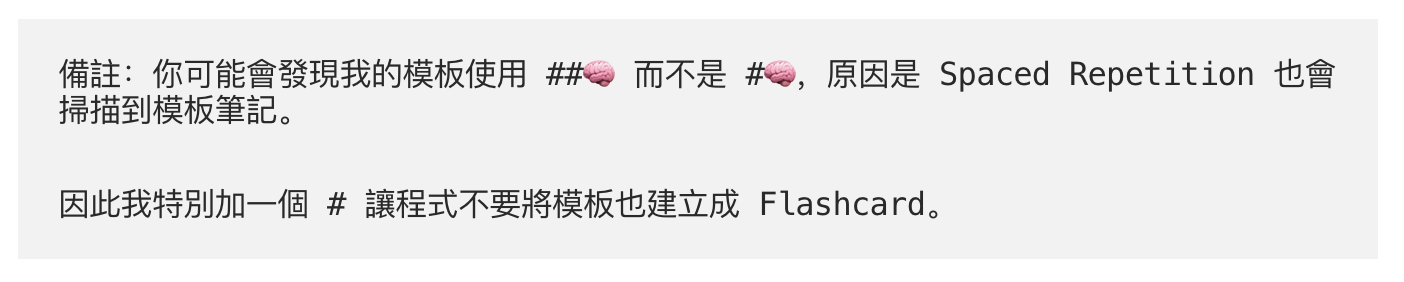 備註：你可能會發現我的模板使用 ##🧠 而不是 #🧠，原因是 Spaced Repetition 也會
掃描到模板筆記。
因此我特別加一個 # 讓程式不要將模板也建立成 Flashcard。